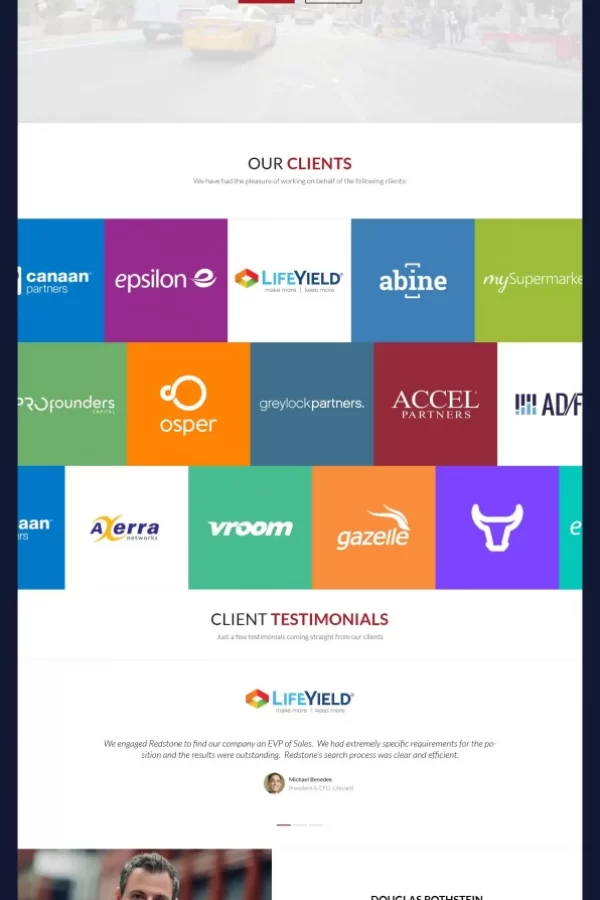 OUR CLIENTS
We have had the pleasure of working on behalf of the following clients:
canaan
partners
epsilon
LIFEYIELD®
make more | keep more
abine
mySupermarke
PROfounders
CAPITAL
osper
greylockpartners.
ACCEL
PARTNERS
AD/F
aan
rs
Axerra
networks
vroom
gazelle
e
CLIENT TESTIMONIALS
Just a few testimonials coming straight from our clients
LIFEYIELD®
make more | keep more
We engaged Redstone to find our company an EVP of Sales. We had extremely specific requirements for the po-
sition and the results were outstanding. Redstone's search process was clear and efficient.
Michael Benedek
President & CFO, Lifeyield
DOUGLAS ROTHSTEIN